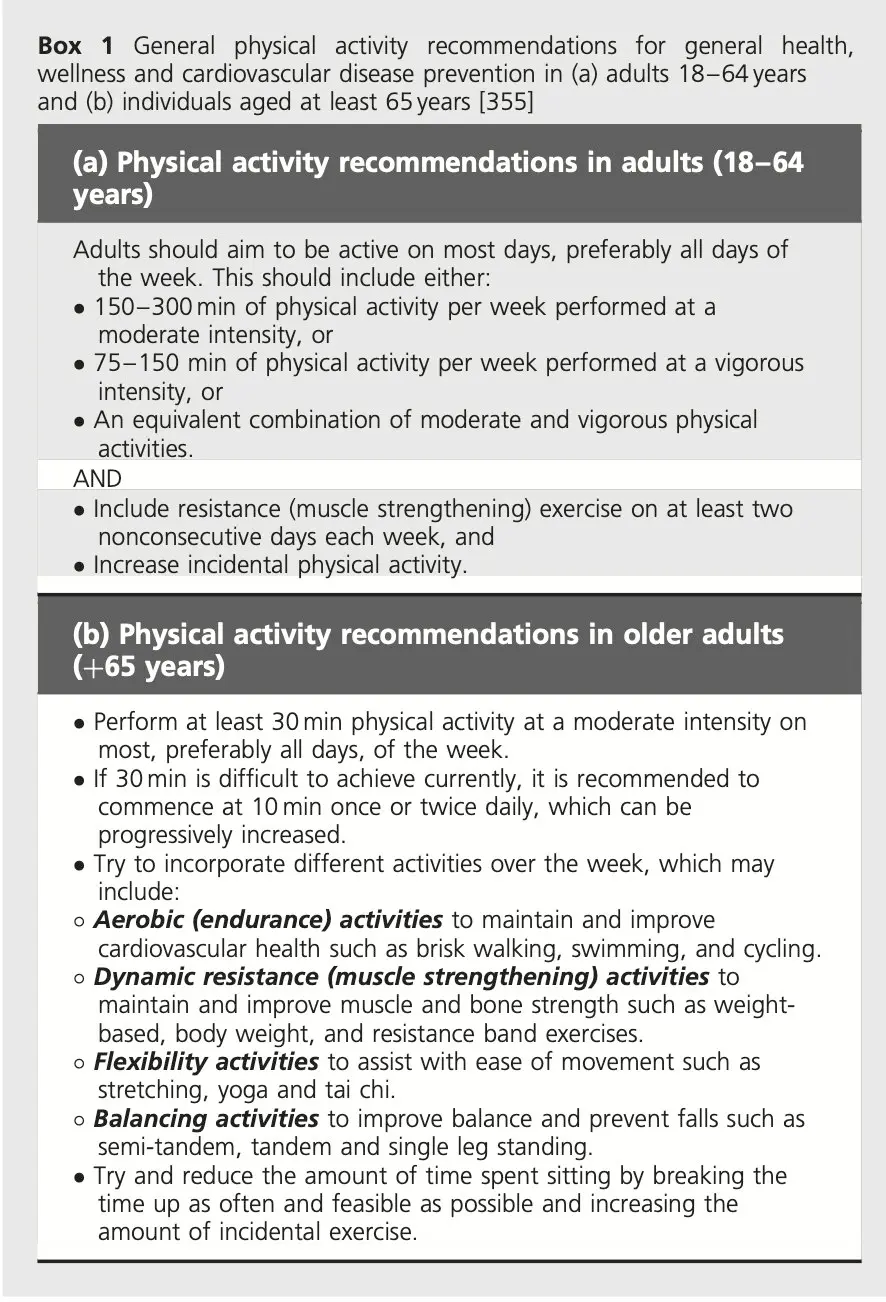 Box 1 General physical activity recommendations for general health,
wellness and cardiovascular disease prevention in (a) adults 18–64 years
and (b) individuals aged at least 65 years [355]
(a) Physical activity recommendations in adults (18–64
years)
Adults should aim to be active on most days, preferably all days of
the week. This should include either:
• 150–300 min of physical activity per week performed at a
moderate intensity, or
• 75–150 min of physical activity per week performed at a vigorous
intensity, or
• An equivalent combination of moderate and vigorous physical
activities.
AND
• Include resistance (muscle strengthening) exercise on at least two
nonconsecutive days each week, and
• Increase incidental physical activity.
(b) Physical activity recommendations in older adults
(+65 years)
• Perform at least 30 min physical activity at a moderate intensity on
most, preferably all days, of the week.
• If 30 min is difficult to achieve currently, it is recommended to
commence at 10 min once or twice daily, which can be
progressively increased.
• Try to incorporate different activities over the week, which may
include:
○ Aerobic (endurance) activities to maintain and improve
cardiovascular health such as brisk walking, swimming, and cycling.
○ Dynamic resistance (muscle strengthening) activities to
maintain and improve muscle and bone strength such as weight-
based, body weight, and resistance band exercises.
○ Flexibility activities to assist with ease of movement such as
stretching, yoga and tai chi.
○ Balancing activities to improve balance and prevent falls such as
semi-tandem, tandem and single leg standing.
• Try and reduce the amount of time spent sitting by breaking the
time up as often and feasible as possible and increasing the
amount of incidental exercise.